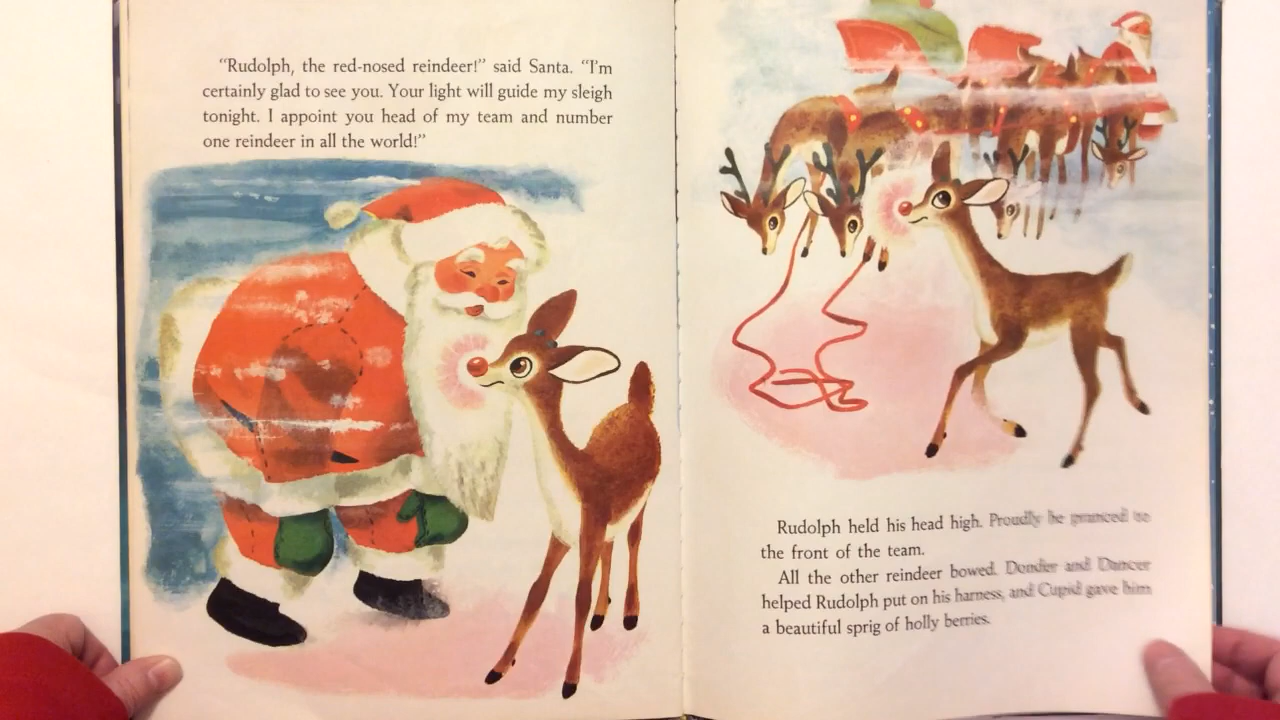 “Rudolph, the red-nosed reindeer!” said Santa. “I'm
certainly glad to see you. Your light will guide my sleigh
tonight. I appoint you head of my team and number
one reindeer in all the world!”
Rudolph held his head high. Proudly he pranced to
the front of the team.
All the other reindeer bowed. Donder and Dancer
helped Rudolph put on his harness, and Cupid gave him
a beautiful sprig of holly berries.